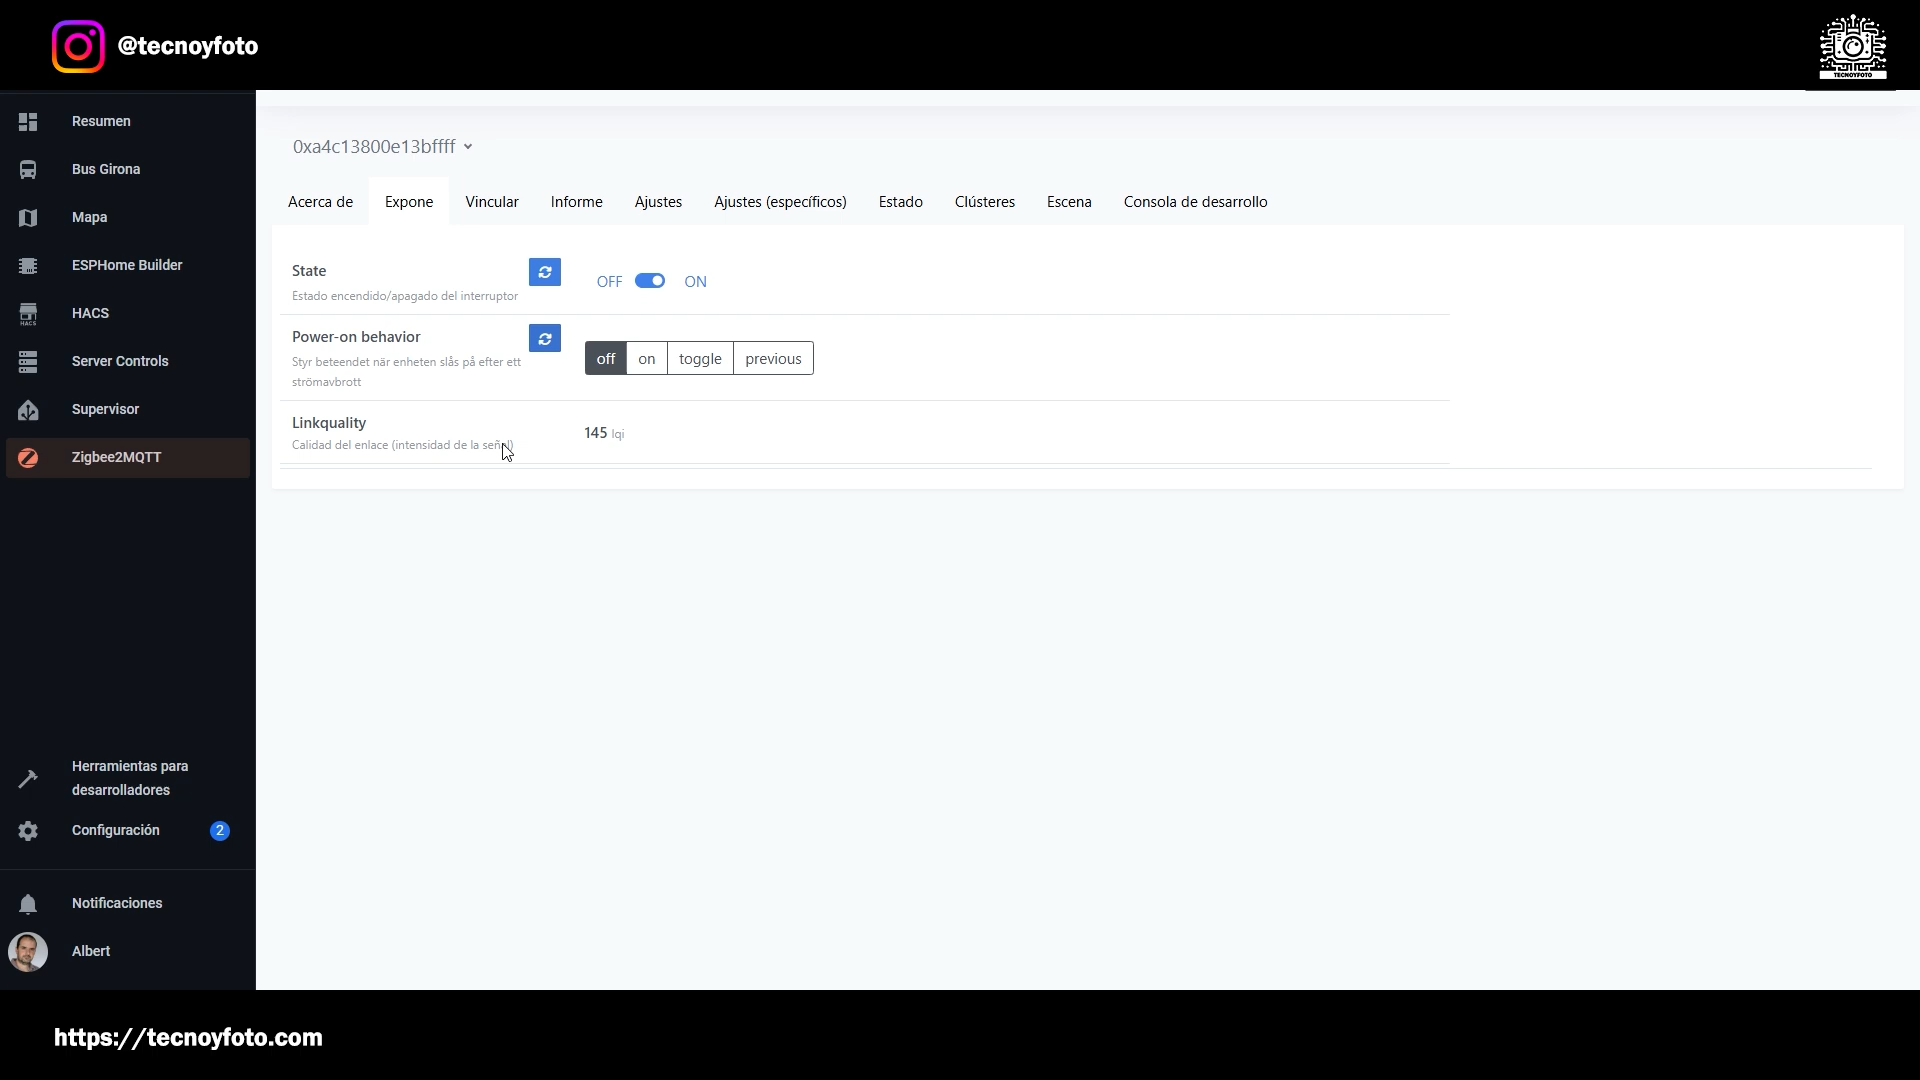 @tecnoyfoto
TECNOYFOTO
Resumen
Bus Girona
Mapa
ESPHome Builder
HACS
HACS
Server Controls
Supervisor
Zigbee2MQTT
Herramientas para
desarrolladores
Configuración 2
Notificaciones
Albert
0xa4c13800e13bffff
Acerca de Expone Vincular Informe Ajustes Ajustes (específicos) Estado Clústeres Escena Consola de desarrollo
State
Estado encendido/apagado del interruptor
OFF ON
Power-on behavior
Styr beteendet när enheten slås på efter ett
strömavbrott
off on toggle previous
Linkquality
Calidad del enlace (intensidad de la señal)
145 lqi
https://tecnoyfoto.com